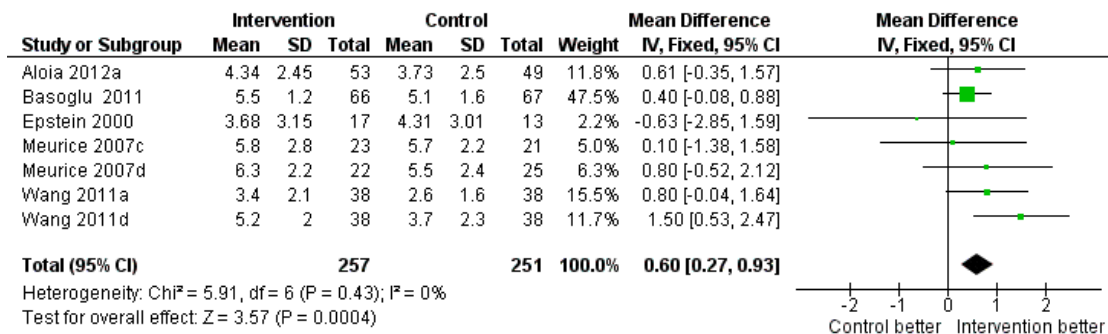 Intervention Control Mean Difference Mean Difference
Study or Subgroup Mean SD Total Mean SD Total Weight IV, Fixed, 95% CI IV, Fixed, 95% CI
Aloia 2012a 4.34 2.45 53 3.73 2.5 49 11.8% 0.61 [-0.35, 1.57]
Basoglu 2011 5.5 1.2 66 5.1 1.6 67 47.5% 0.40 [-0.08, 0.88]
Epstein 2000 3.68 3.15 17 4.31 3.01 13 2.2% -0.63 [-2.85, 1.59]
Meurice 2007c 5.8 2.8 23 5.7 2.2 21 5.0% 0.10 [-1.38, 1.58]
Meurice 2007d 6.3 2.2 22 5.5 2.4 25 6.3% 0.80 [-0.52, 2.12]
Wang 2011a 3.4 2.1 38 2.6 1.6 38 15.5% 0.80 [-0.04, 1.64]
Wang 2011d 5.2 2 38 3.7 2.3 38 11.7% 1.50 [0.53, 2.47]
Total (95% CI) 257 251 100.0% 0.60 [0.27, 0.93]
Heterogeneity: Chi² = 5.91, df = 6 (P = 0.43); I² = 0%
Test for overall effect: Z = 3.57 (P = 0.0004)
-2 -1 0 1 2
Control better Intervention better